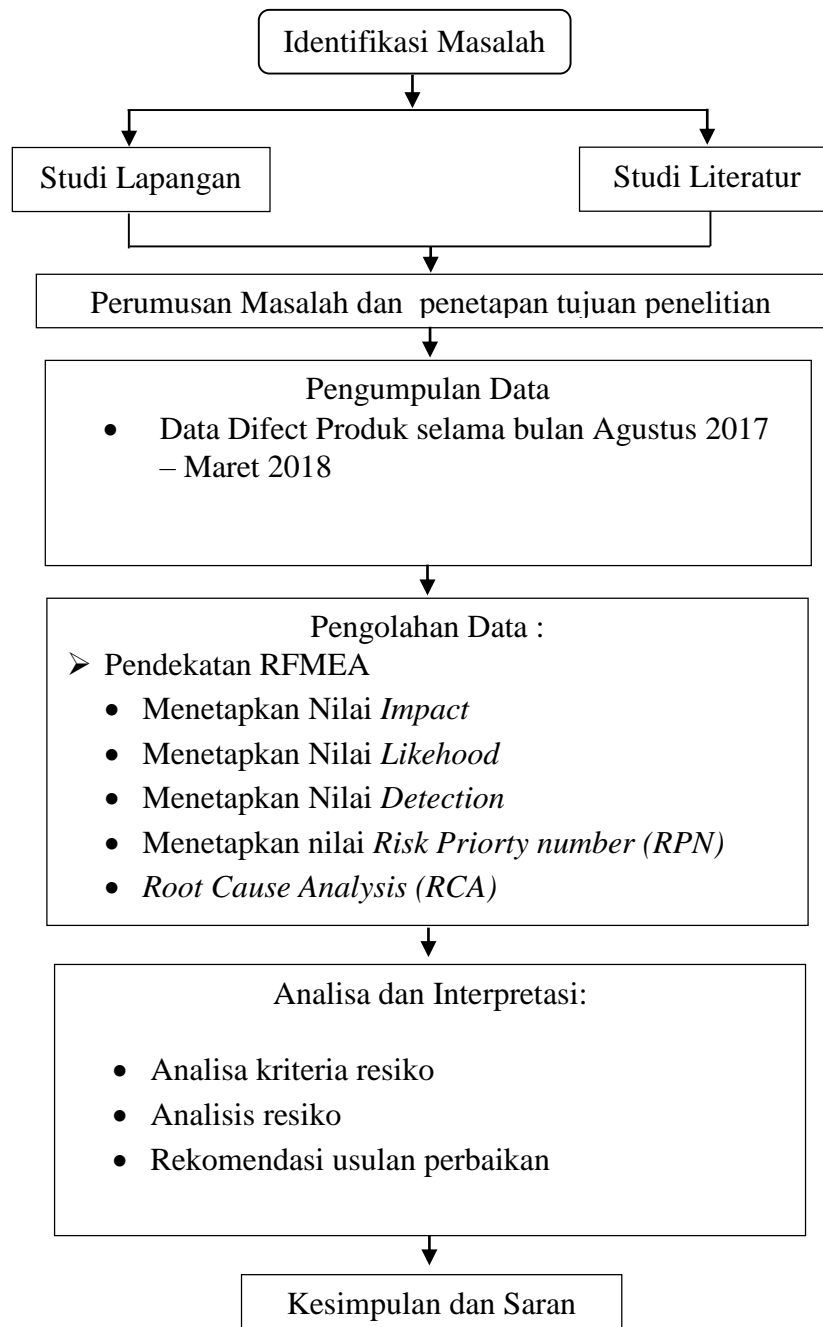 Identifikasi Masalah
Studi Lapangan
Studi Literatur
Perumusan Masalah dan penetapan tujuan penelitian
Pengumpulan Data
• Data Difect Produk selama bulan Agustus 2017
– Maret 2018
Pengolahan Data :
➢ Pendekatan RFMEA
• Menetapkan Nilai Impact
• Menetapkan Nilai Likehood
• Menetapkan Nilai Detection
• Menetapkan nilai Risk Priorty number (RPN)
• Root Cause Analysis (RCA)
Analisa dan Interpretasi:
• Analisa kriteria resiko
• Analisis resiko
• Rekomendasi usulan perbaikan
Kesimpulan dan Saran